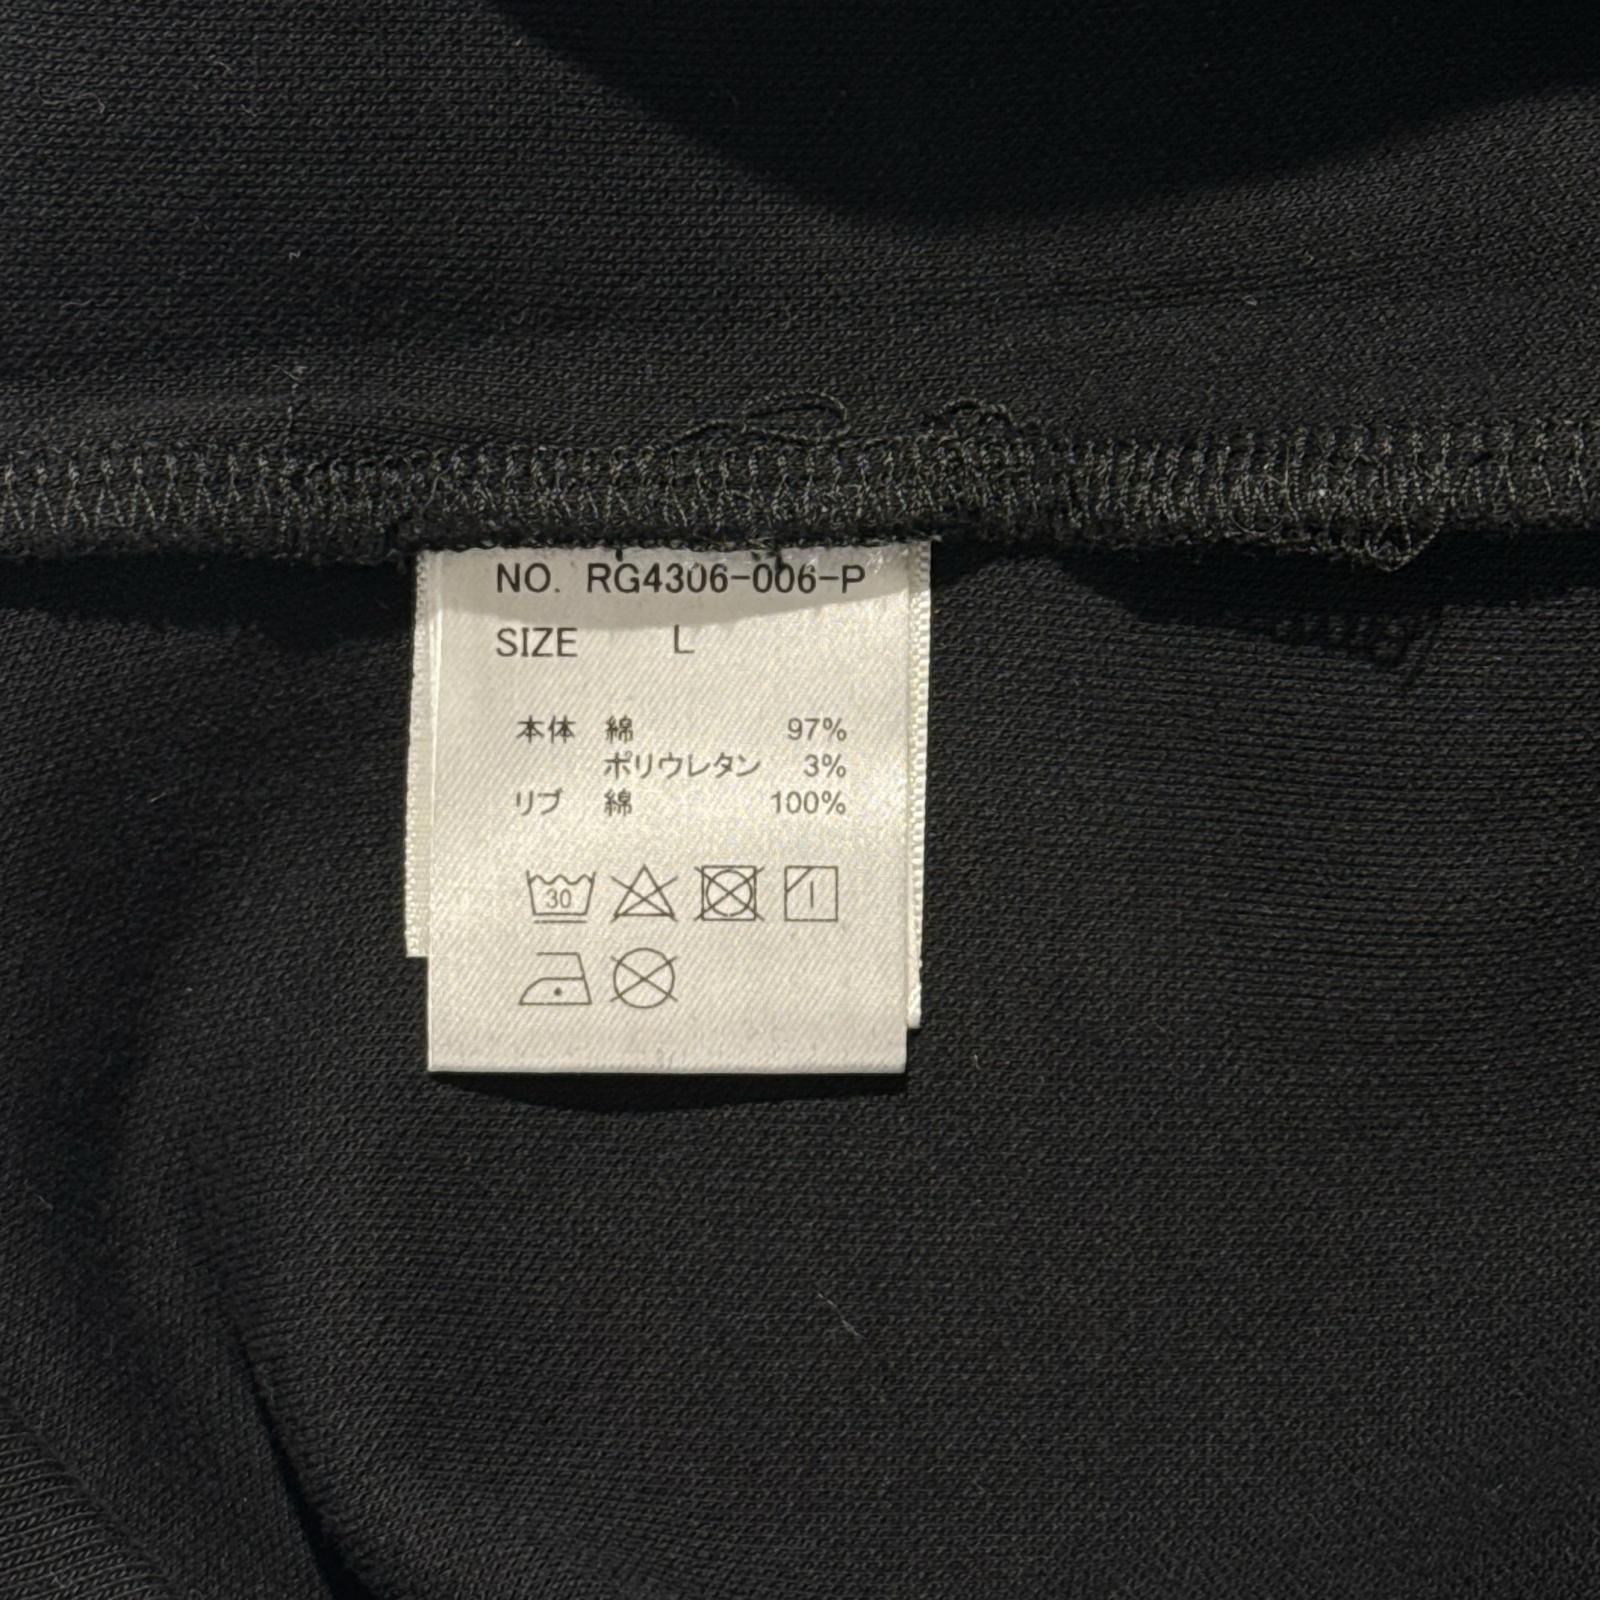 NO. RG4306-006-P
SIZE L
本体 綿 97%
ポリウレタン 3%
リブ 綿 100%
30